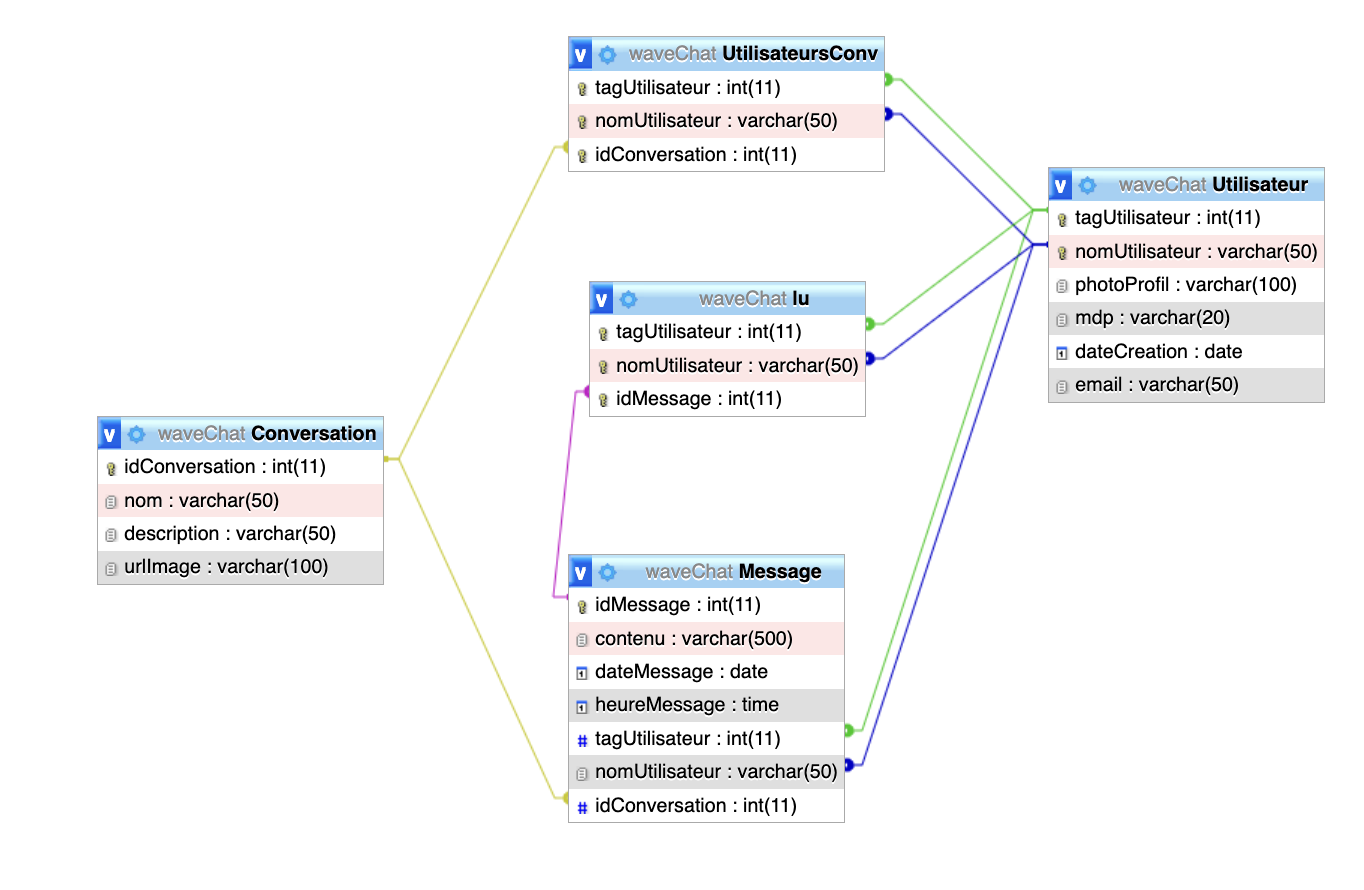 waveChat UtilisateursConv
tagUtilisateur : int(11)
nomUtilisateur : varchar(50)
idConversation : int(11)
waveChat Utilisateur
tagUtilisateur : int(11)
nomUtilisateur : varchar(50)
photoProfil : varchar(100)
mdp : varchar(20)
dateCreation : date
email : varchar(50)
waveChat lu
tagUtilisateur : int(11)
nomUtilisateur : varchar(50)
idMessage : int(11)
waveChat Conversation
idConversation : int(11)
nom : varchar(50)
description : varchar(50)
urlImage : varchar(100)
waveChat Message
idMessage : int(11)
contenu : varchar(500)
dateMessage : date
heureMessage : time
# tagUtilisateur : int(11)
nomUtilisateur : varchar(50)
# idConversation : int(11)